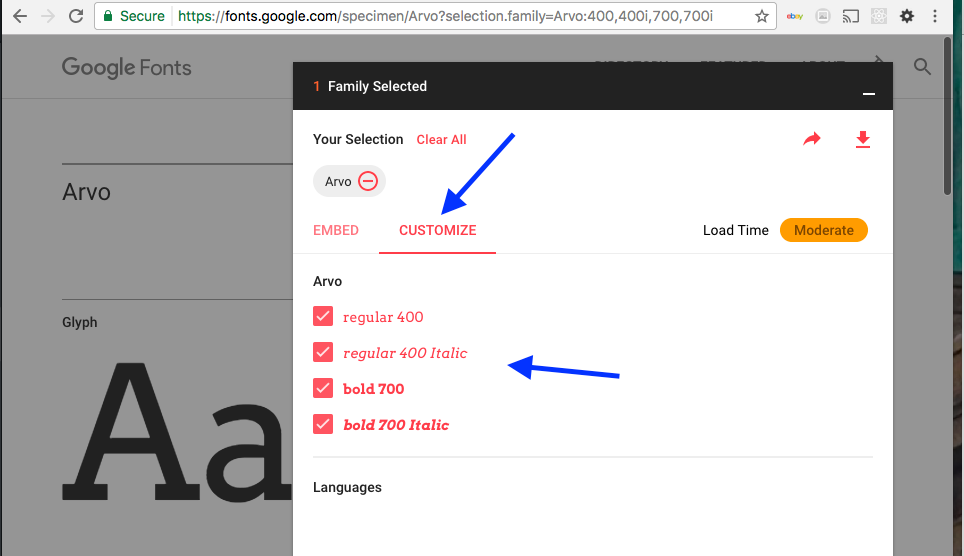 Secure https://fonts.google.com/specimen/Arvo?selection.family=Arvo:400,400i,700,700i
ebay
Google Fonts
1 Family Selected
Your Selection Clear All
Arvo
Arvo
EMBED CUSTOMIZE Load Time Moderate
Arvo
regular 400
Glyph
regular 400 Italic
bold 700
bold 700 Italic
Aa
Languages